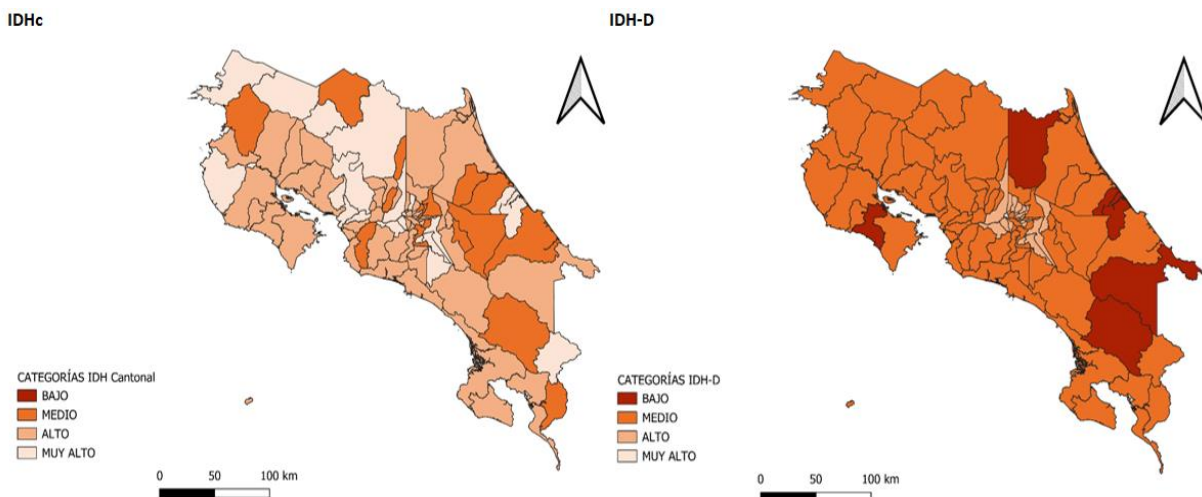 IDHc
IDH-D
CATEGORÍAS IDH Cantonal
BAJO
MEDIO
ALTO
MUY ALTO
0 50 100 km
CATEGORÍAS IDH-D
BAJO
MEDIO
ALTO
MUY ALTO
0 50 100 km